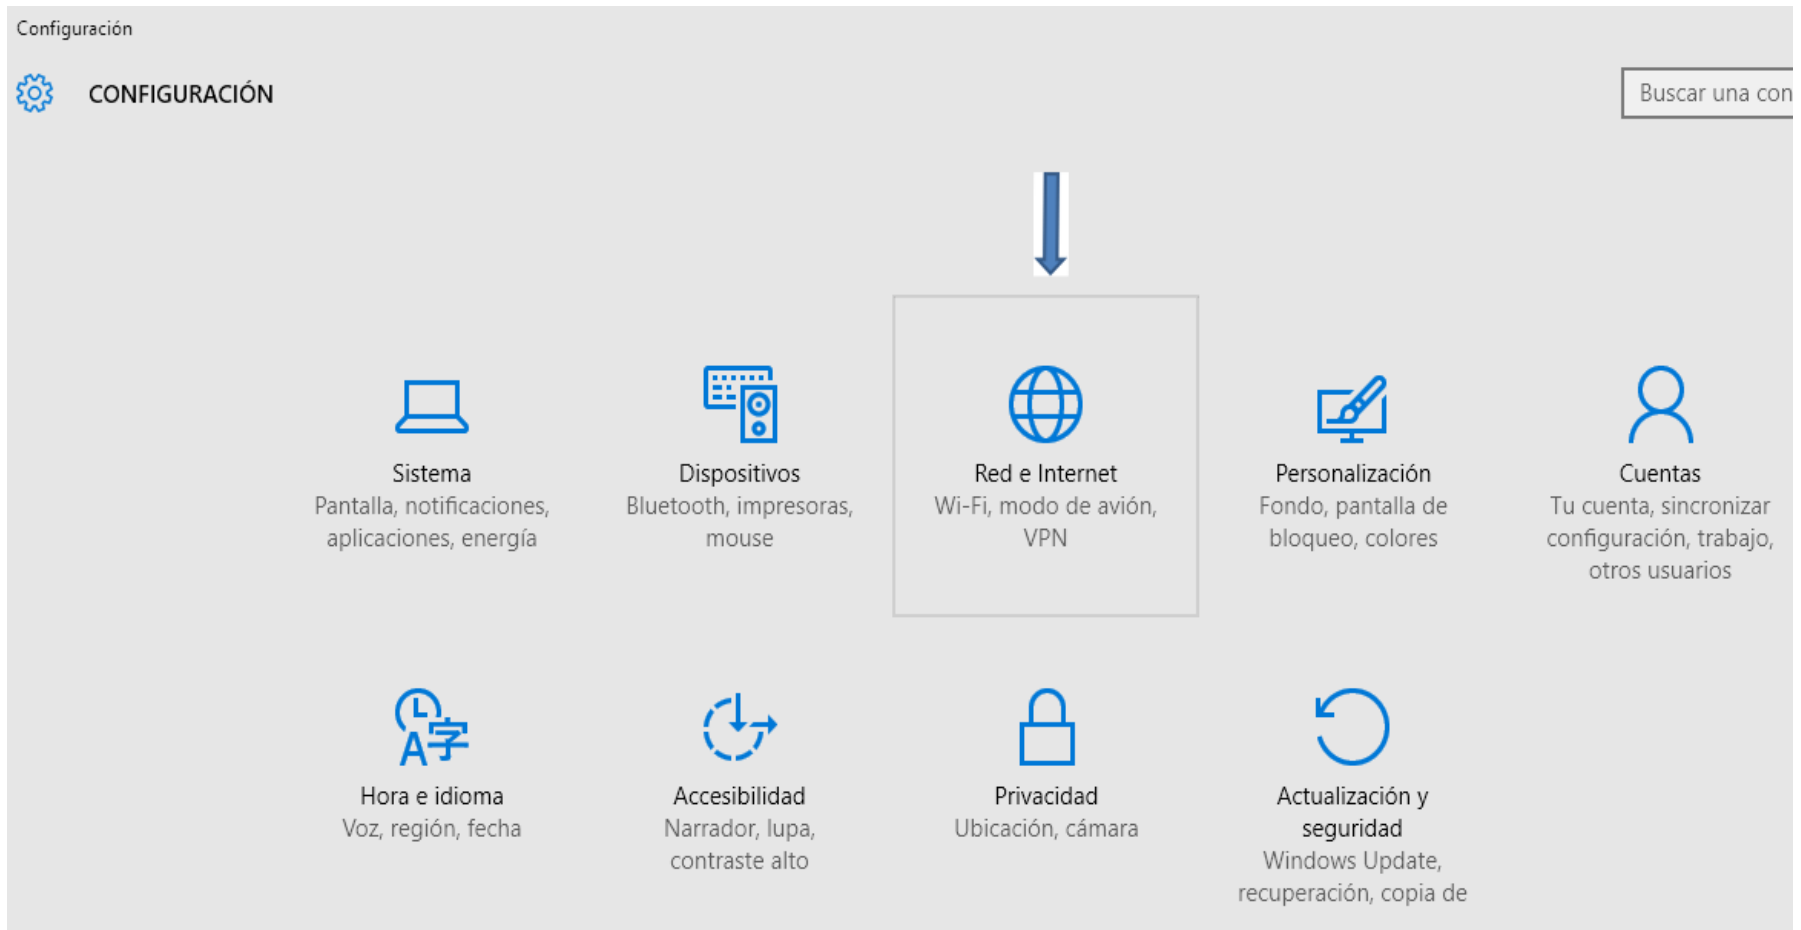 Configuración
CONFIGURACIÓN
Buscar una con
Sistema
Pantalla, notificaciones,
aplicaciones, energía
Dispositivos
Bluetooth, impresoras,
mouse
Red e Internet
Wi-Fi, modo de avión,
VPN
Personalización
Fondo, pantalla de
bloqueo, colores
Cuentas
Tu cuenta, sincronizar
configuración, trabajo,
otros usuarios
A字
Hora e idioma
Voz, región, fecha
Accesibilidad
Narrador, lupa,
contraste alto
Privacidad
Ubicación, cámara
Actualización y
seguridad
Windows Update,
recuperación, copia de